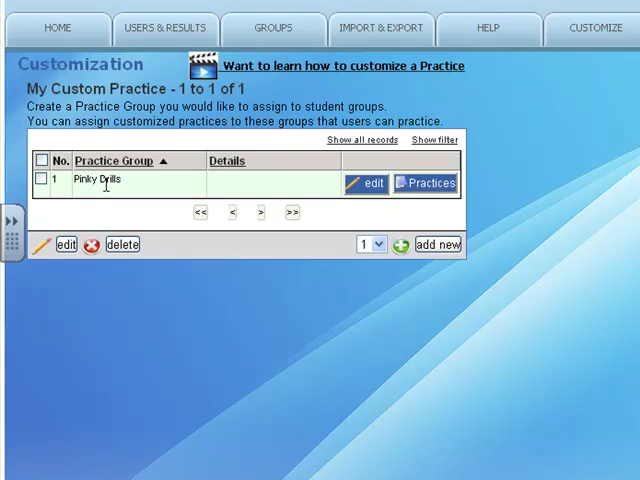 HOME USERS & RESULTS GROUPS IMPORT & EXPORT HELP CUSTOMIZE
Customization Want to learn how to customize a Practice
My Custom Practice - 1 to 1 of 1
Create a Practice Group you would like to assign to student groups.
You can assign customized practices to these groups that users can practice.
Show all records Show filter
No. Practice Group Details
1 Pinky Drills edit Practices
<< < > >>
edit delete 1 add new